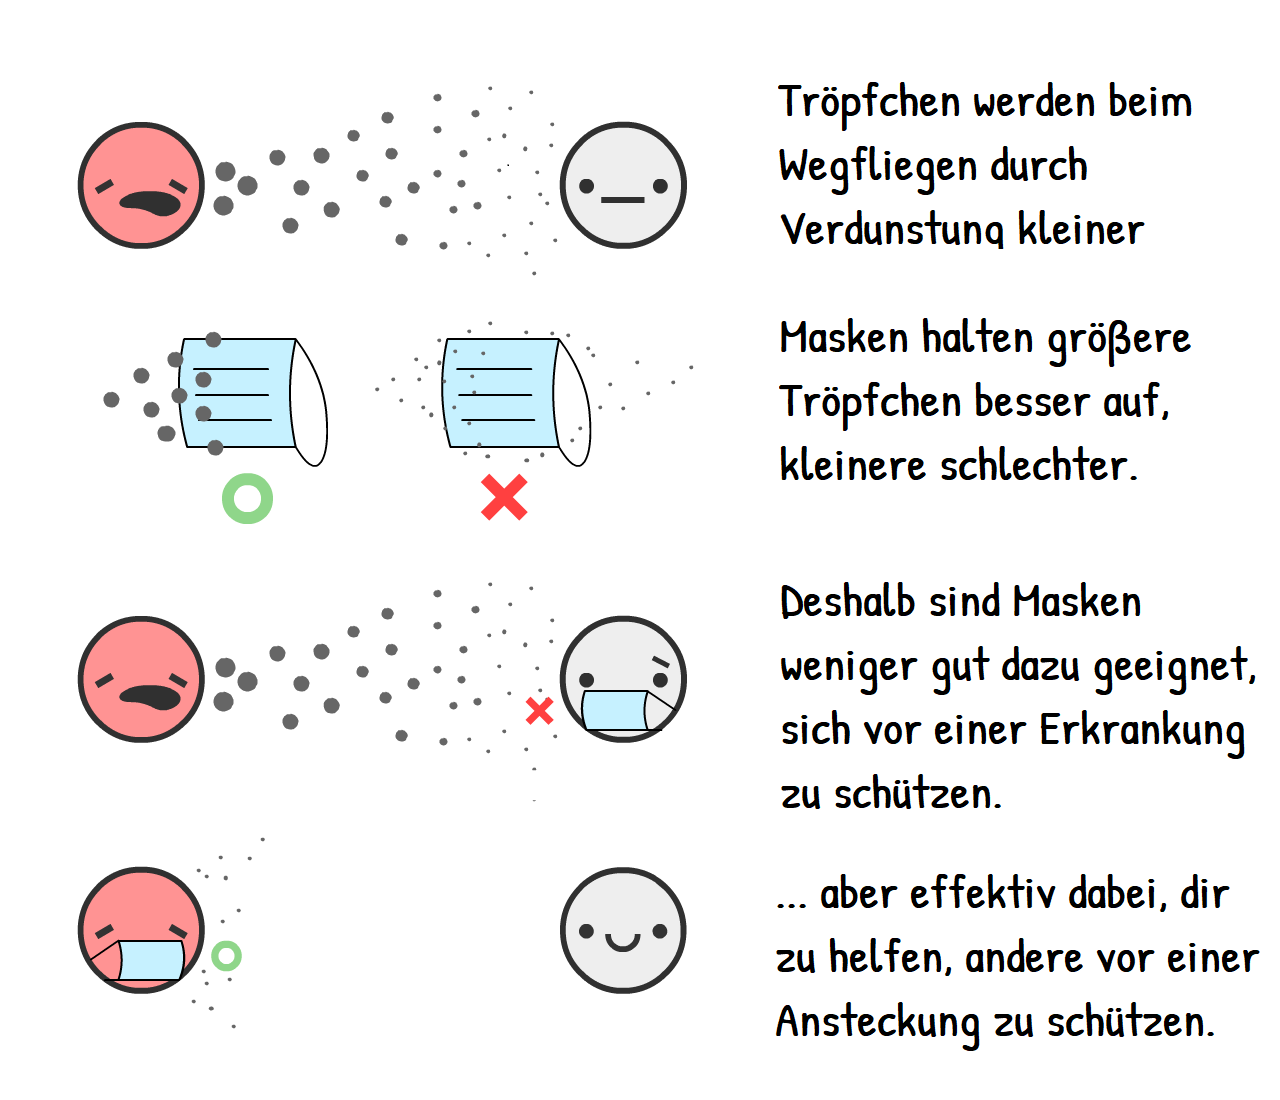 Tröpfchen werden beim
Wegfliegen durch
Verdunstung kleiner
Masken halten größere
Tröpfchen besser auf,
kleinere schlechter.
Deshalb sind Masken
weniger gut dazu geeignet,
sich vor einer Erkrankung
zu schützen.
... aber effektiv dabei, dir
zu helfen, andere vor einer
Ansteckung zu schützen.